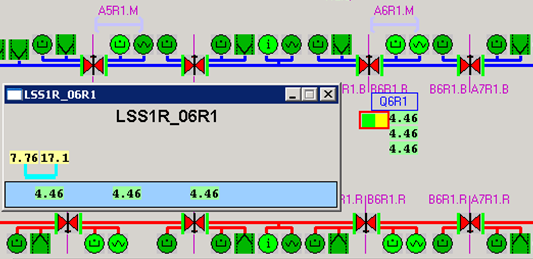 A5R1.M A6R1.M
R1.B B6R1.R B6R1.B A7R1.B
LSS1R_06R1
Q6R1
LSS1R_06R1
4.46
4.46
4.46
7.76 17.1
4.46 4.46 4.46
R1.R B6R1.R B6R1.R A7R1.R